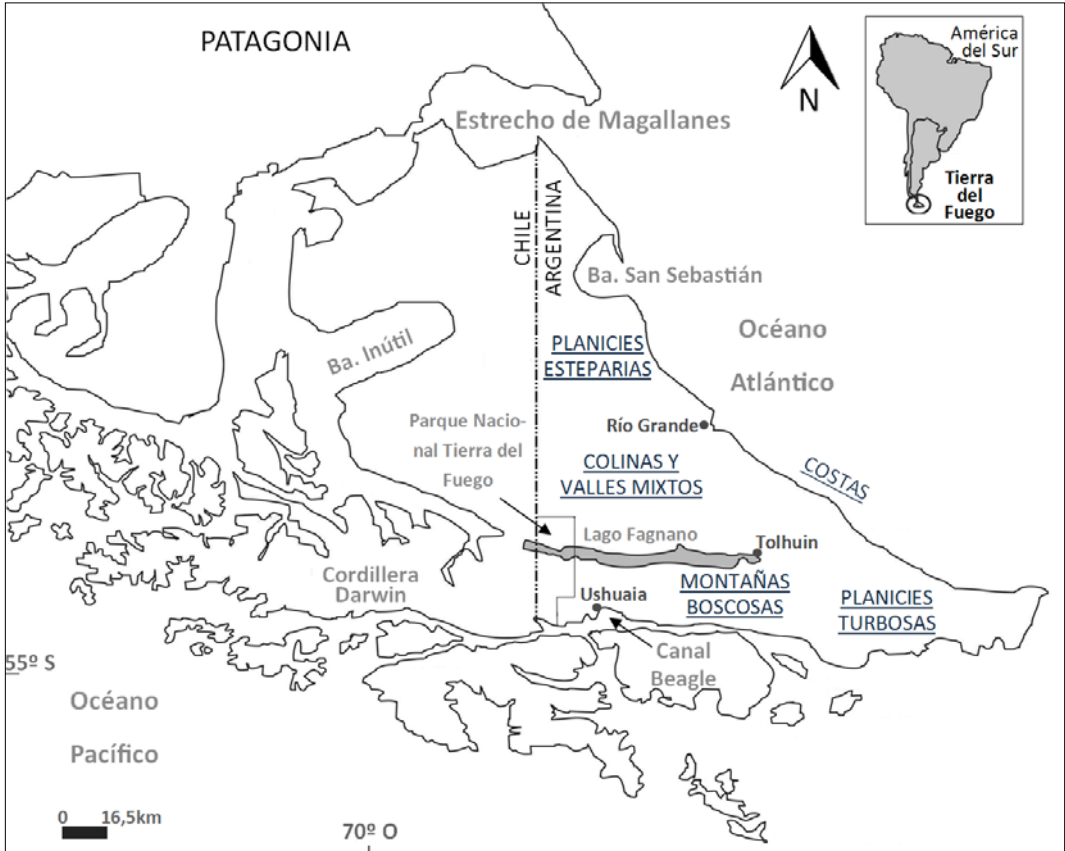 PATAGONIA
N
América
del Sur
Tierra
del
Fuego
Estrecho de Magallanes
CHILE
ARGENTINA
Ba. San Sebastián
Océano
Atlántico
Ba. Inútil
PLANICIES
ESTEPARIAS
Parque Nacio-
nal Tierra del
Fuego
Río Grande
COLINAS Y
VALLES MIXTOS
COSTAS
Lago Fagnano
Tolhuin
Cordillera
Darwin
MONTAÑAS
BOSCOSAS
Ushuaia
PLANICIES
TURBOSAS
Canal
Beagle
55º S
Océano
Pacífico
0 16,5km
70º O